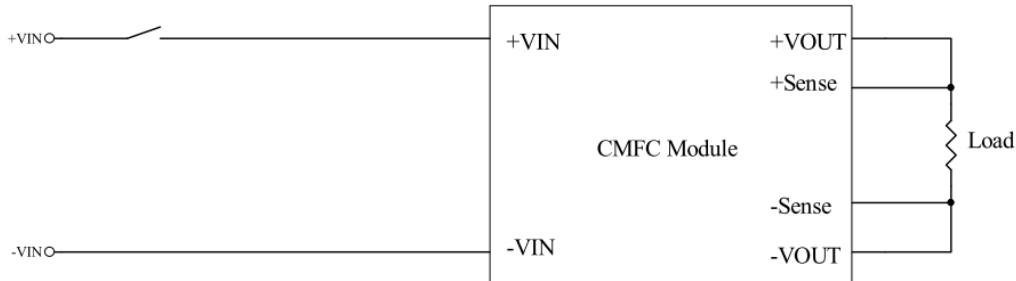 +VIN
+VIN
+VOUT
+Sense
CMFC Module
Load
-Sense
-VIN
-VIN
-VOUT